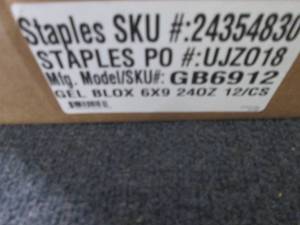 Staples SKU #:24354830
STAPLES PO #:UJZ018
Mfg. Model/SKU#: GB6912
GEL BLOX 6X9 24OZ 12/CS